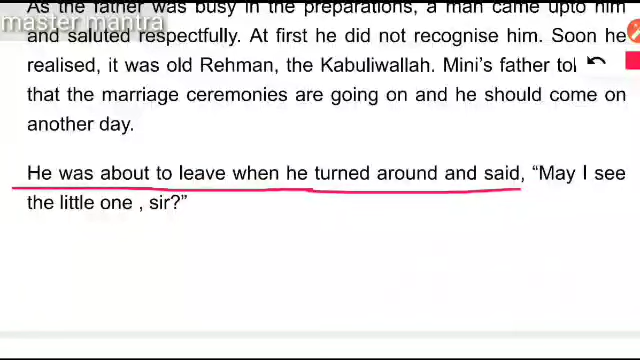 As the father was busy in the preparations, a man came upto him
master mantra
and saluted respectfully. At first he did not recognise him. Soon he
realised, it was old Rehman, the Kabuliwallah. Mini's father tol
that the marriage ceremonies are going on and he should come on
another day.
He was about to leave when he turned around and said, “May I see
the little one , sir?”